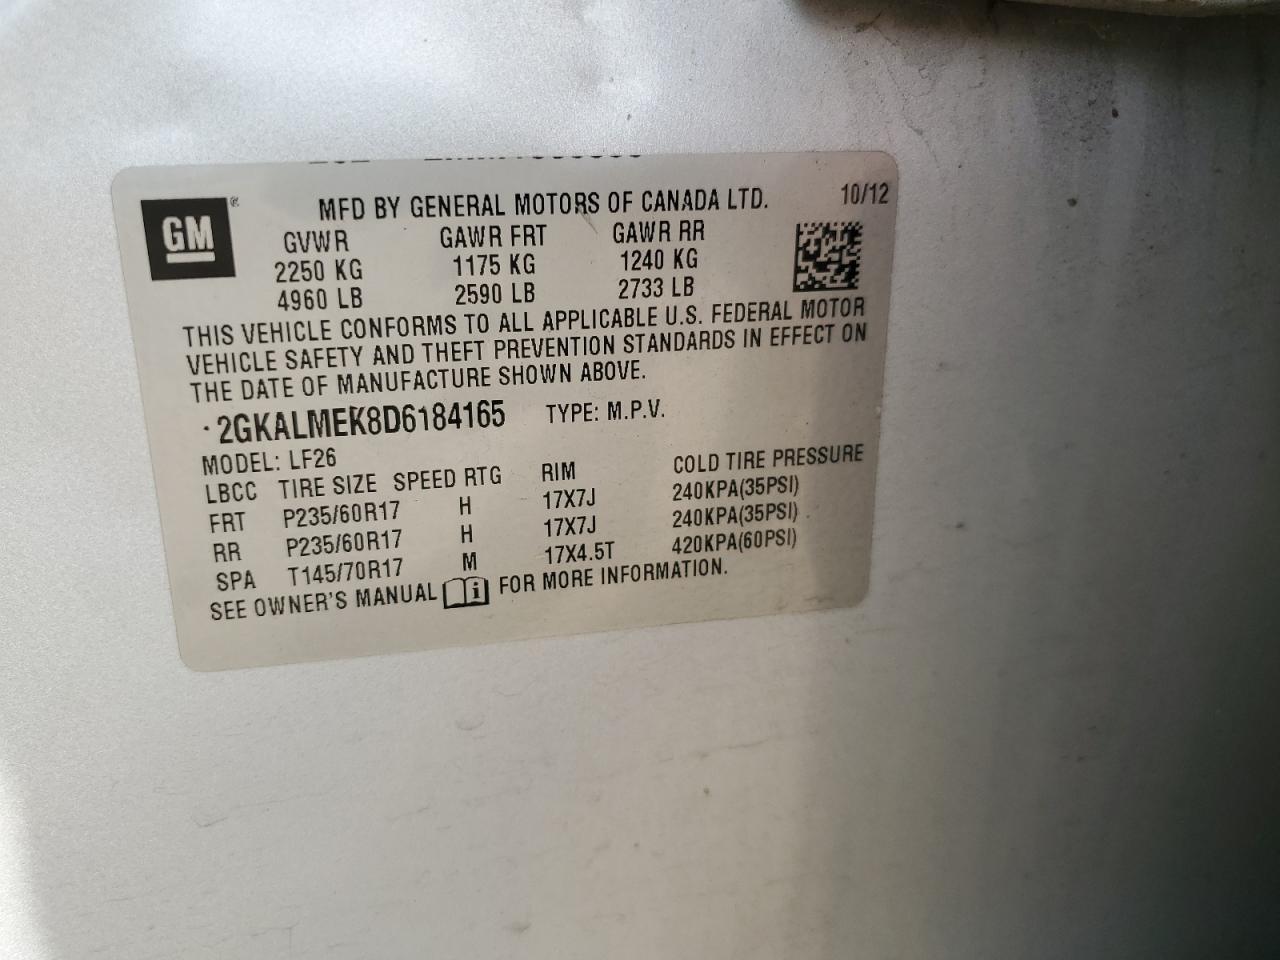 MFD BY GENERAL MOTORS OF CANADA LTD. 10/12
GM®
GVWR GAWR FRT GAWR RR
2250 KG 1175 KG 1240 KG
4960 LB 2590 LB 2733 LB
THIS VEHICLE CONFORMS TO ALL APPLICABLE U.S. FEDERAL MOTOR
VEHICLE SAFETY AND THEFT PREVENTION STANDARDS IN EFFECT ON
THE DATE OF MANUFACTURE SHOWN ABOVE.
· 2GKALMEK8D6184165 TYPE: M.P.V.
MODEL: LF26
LBCC TIRE SIZE SPEED RTG RIM COLD TIRE PRESSURE
FRT P235/60R17 H 17X7J 240KPA(35PSI)
RR P235/60R17 H 17X7J 240KPA(35PSI)
SPA T145/70R17 M 17X4.5T 420KPA(60PSI)
SEE OWNER'S MANUAL i FOR MORE INFORMATION.